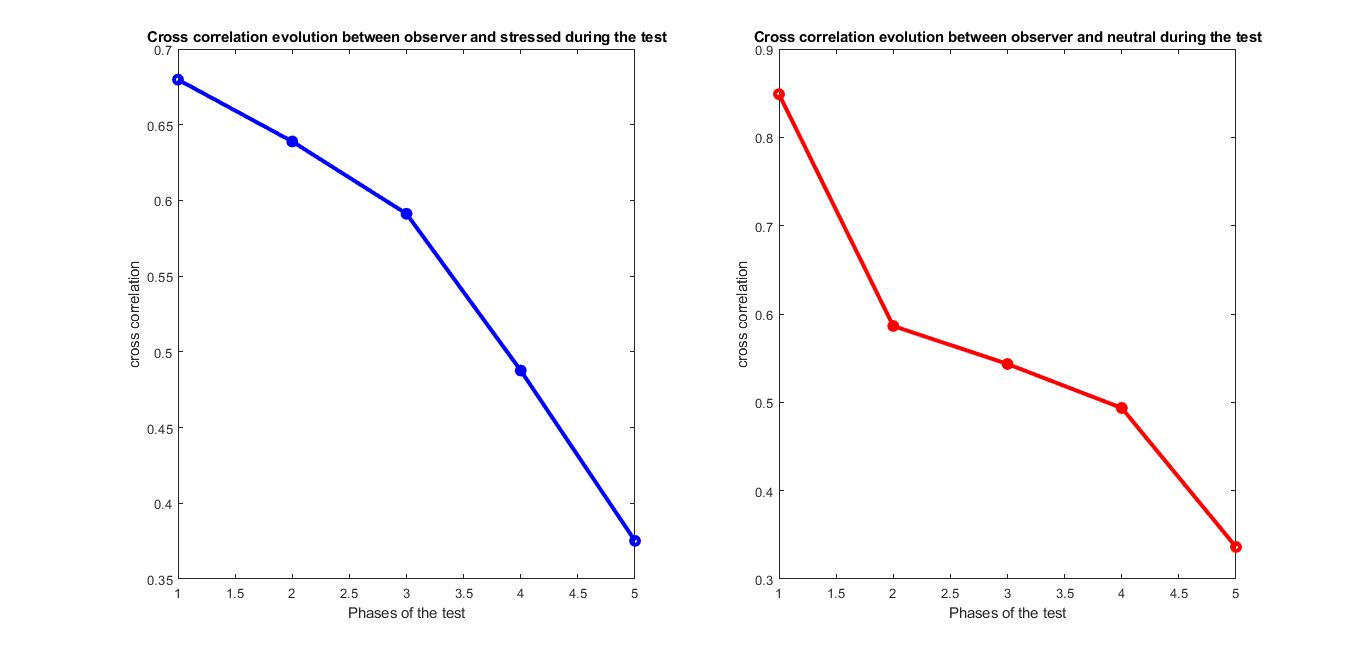 Cross correlation evolution between observer and stressed during the test
0.7
0.65
0.6
0.55
0.5
0.45
0.4
0.35
cross correlation
1 1.5 2 2.5 3 3.5 4 4.5 5
Phases of the test
Cross correlation evolution between observer and neutral during the test
0.9
0.8
0.7
0.6
0.5
0.4
0.3
cross correlation
1 1.5 2 2.5 3 3.5 4 4.5 5
Phases of the test